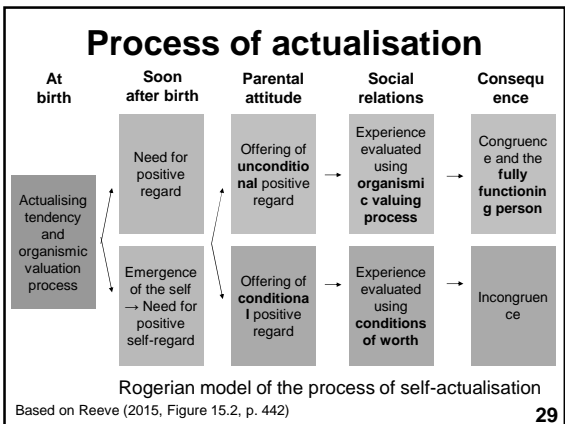 Process of actualisation
At
birth
Soon
after birth
Parental
attitude
Social
relations
Consequ
ence
Actualising
tendency
and
organismic
valuation
process
Need for
positive
regard
Emergence
of the self
→ Need for
positive
self-regard
Offering of
unconditio
nal positive
regard
Offering of
conditiona
l positive
regard
Experience
evaluated
using
organismi
c valuing
process
Experience
evaluated
using
conditions
of worth
Congruenc
e and the
fully
functionin
g person
Incongruen
ce
Rogerian model of the process of self-actualisation
Based on Reeve (2015, Figure 15.2, p. 442)
29